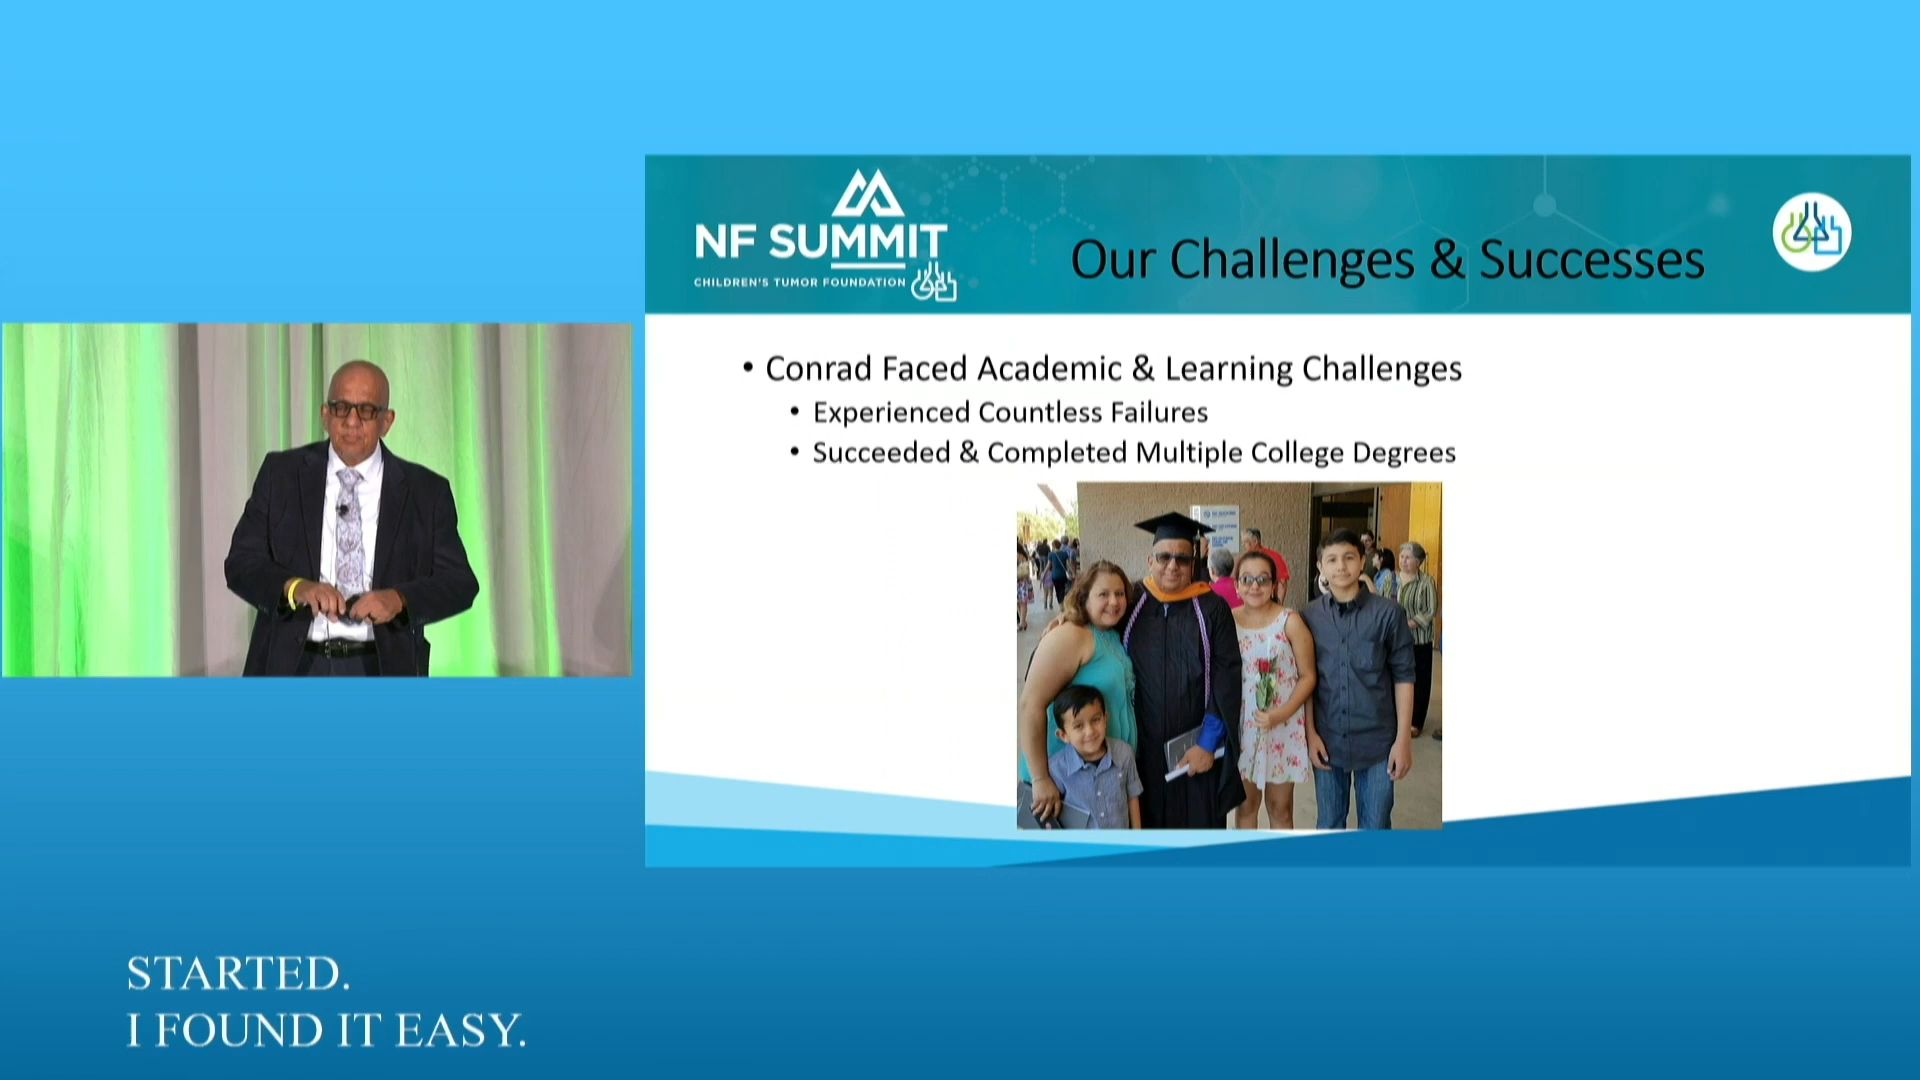 NF SUMMIT
CHILDREN'S TUMOR FOUNDATION
Our Challenges & Successes
• Conrad Faced Academic & Learning Challenges
• Experienced Countless Failures
• Succeeded & Completed Multiple College Degrees
STARTED.
I FOUND IT EASY.